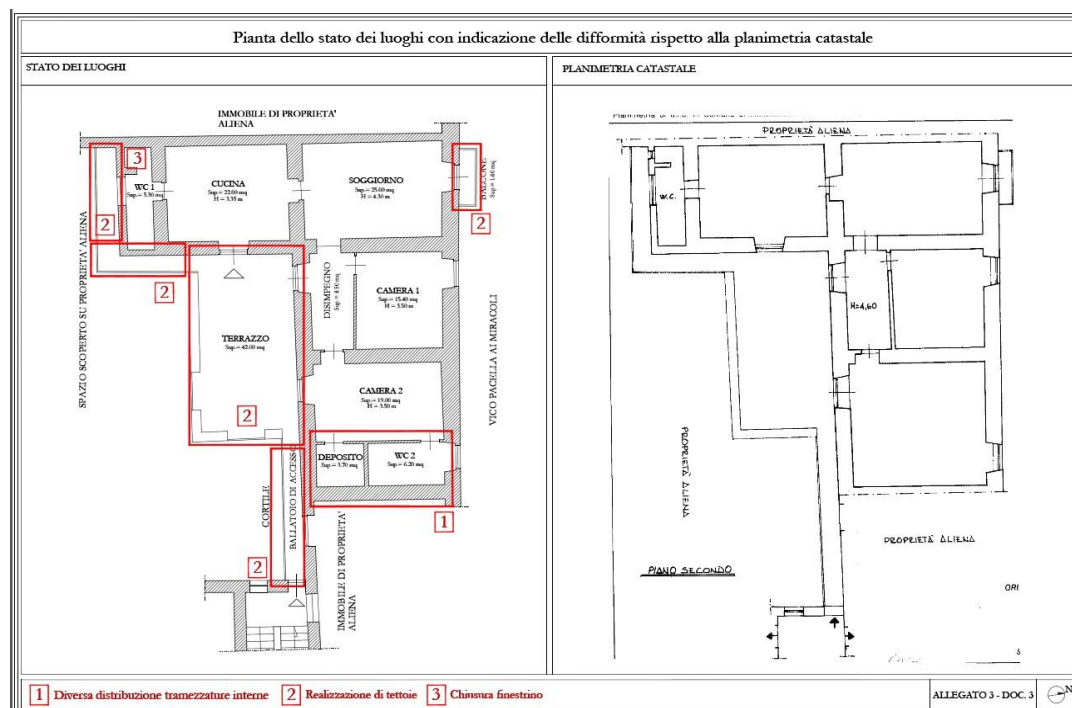 Pianta dello stato dei luoghi con indicazione delle difformità rispetto alla planimetria catastale
STATO DEI LUOGHI
IMMOBILE DI PROPRIETA'
ALIENA
3
WC 1
Sup.= 5.50 mq
CUCINA
Sup.= 22.00 mq
H = 3.35 m
SOGGIORNO
Sup.= 25.00 mq
H = 4.30 m
BALCONE
Sup.= 1.60 mq
2
2
2
SPAZIO SCOPERTO SU PROPRIETA' ALIENA
DISIMPEGNO
CAMERA 1
Sup.= 15.40 mq
H = 3.50 m
TERRAZZO
Sup.= 42.00 mq
VICO PACELLA AI MIRACOLI
CAMERA 2
Sup.= 19.00 mq
H = 3.50 m
2
DEPOSITO
Sup.= 3.70 mq
WC 2
Sup.= 6.20 mq
CORTILE
BALLATOIO DI ACCESSO
1
2
IMMOBILE DI PROPRIETA'
ALIENA
PLANIMETRIA CATASTALE
PROPRIETÀ ALIENA
W.C.
H=4,60
PROPRIETÀ ALIENA
PROPRIETÀ ALIENA
PIANO SECONDO
ORI
1 Diversa distribuzione tramezzature interne 2 Realizzazione di tettoie 3 Chiusura finestrino
ALLEGATO 3 - DOC. 3
N